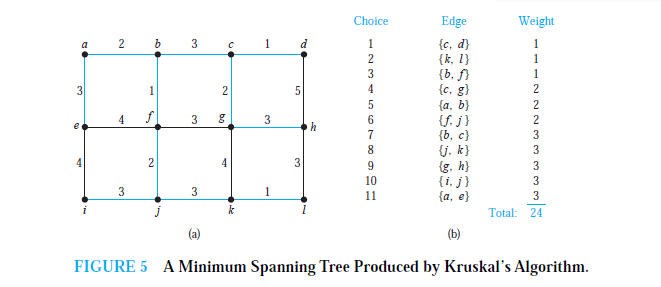 Choice Edge Weight
a 2 b 3 c 1 d
1 {c, d} 1
2 {k, l} 1
3 {b, f} 1
3 1 2 5
4 {c, g} 2
5 {a, b} 2
e 4 f 3 g 3 h
6 {f, j} 2
7 {b, c} 3
8 {j, k} 3
4 2 4 3
9 {g, h} 3
10 {i, j} 3
3 3 1
11 {a, e} 3
i j k l
Total: 24
(a) (b)
FIGURE 5 A Minimum Spanning Tree Produced by Kruskal's Algorithm.